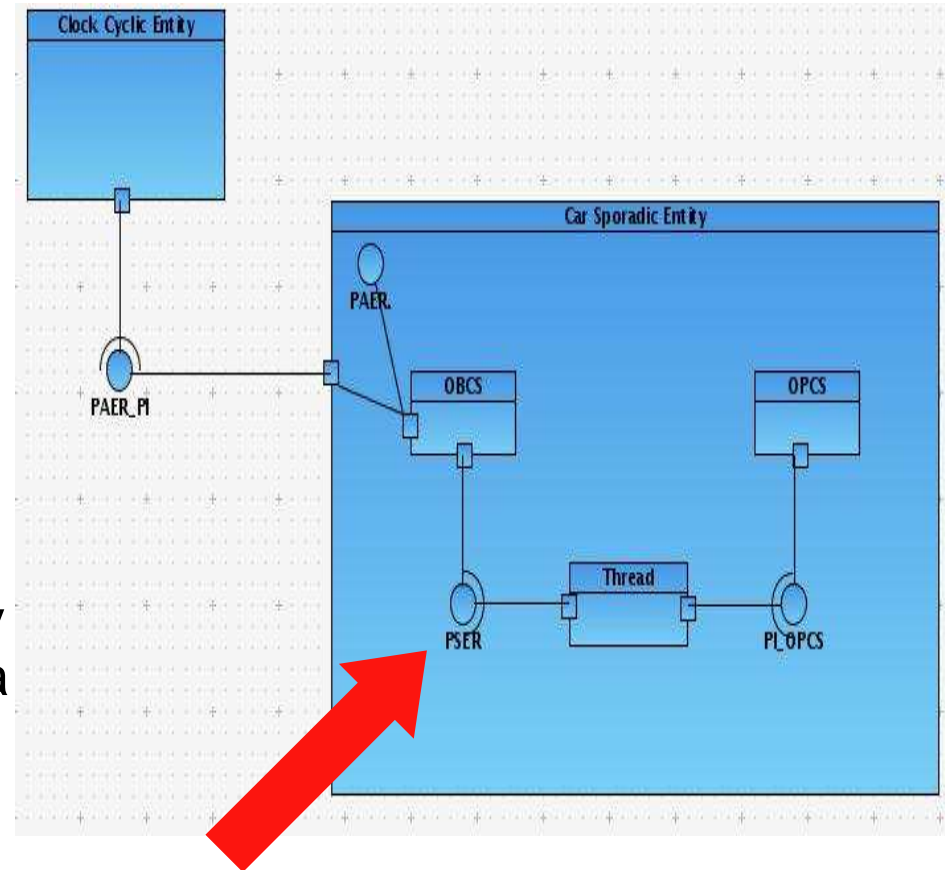 Clock Cyclic Entity
Car Sporadic Entity
PAER.
PAER_PI
OBCS
OPCS
Thread
PSER
PI_OPCS
y
a